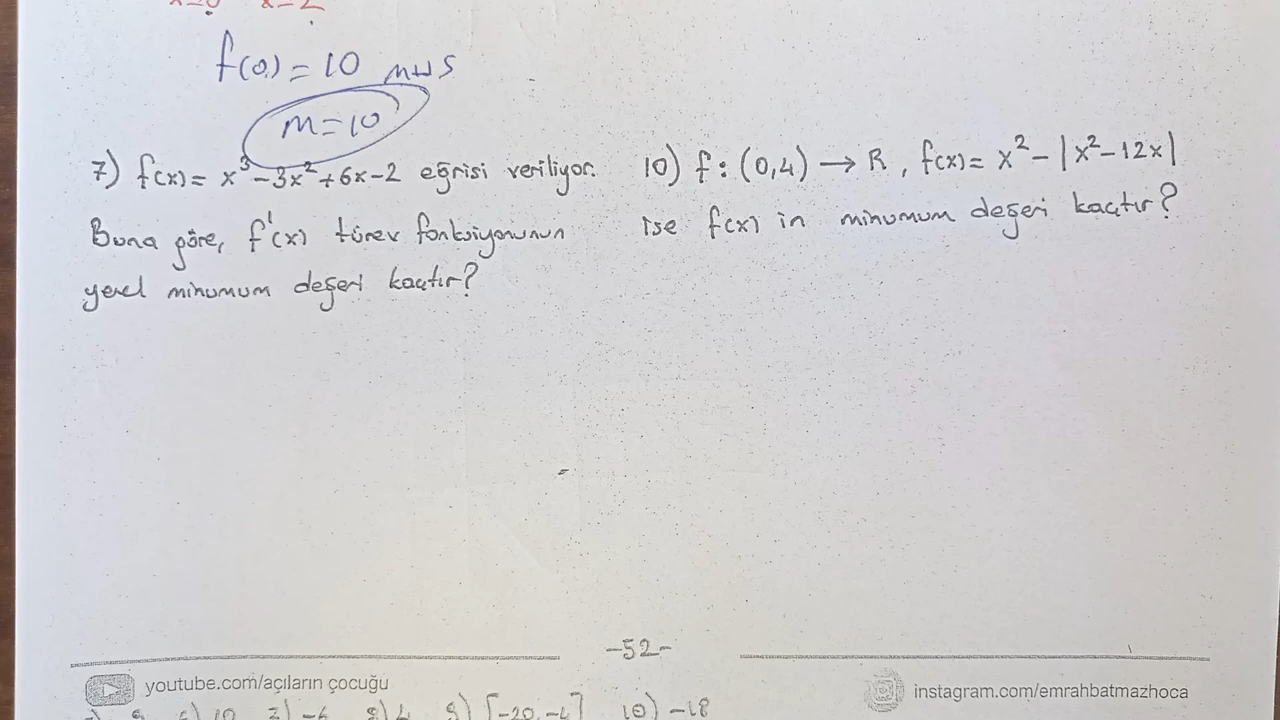 f(0) = 10
m=10
7) f(x) = x³-3x²+6x-2 eğrisi veriliyor.
Buna göre, f'(x) türev fonksiyonunun
yerel minumum değeri kaçtır?
10) f: (0,4) → R, f(x) = x² - |x²-12x|
ise f(x) in minumum değeri kaçtır?
-52-
youtube.com/açıların çocuğu
instagram.com/emrahbatmazhoca
10) -18